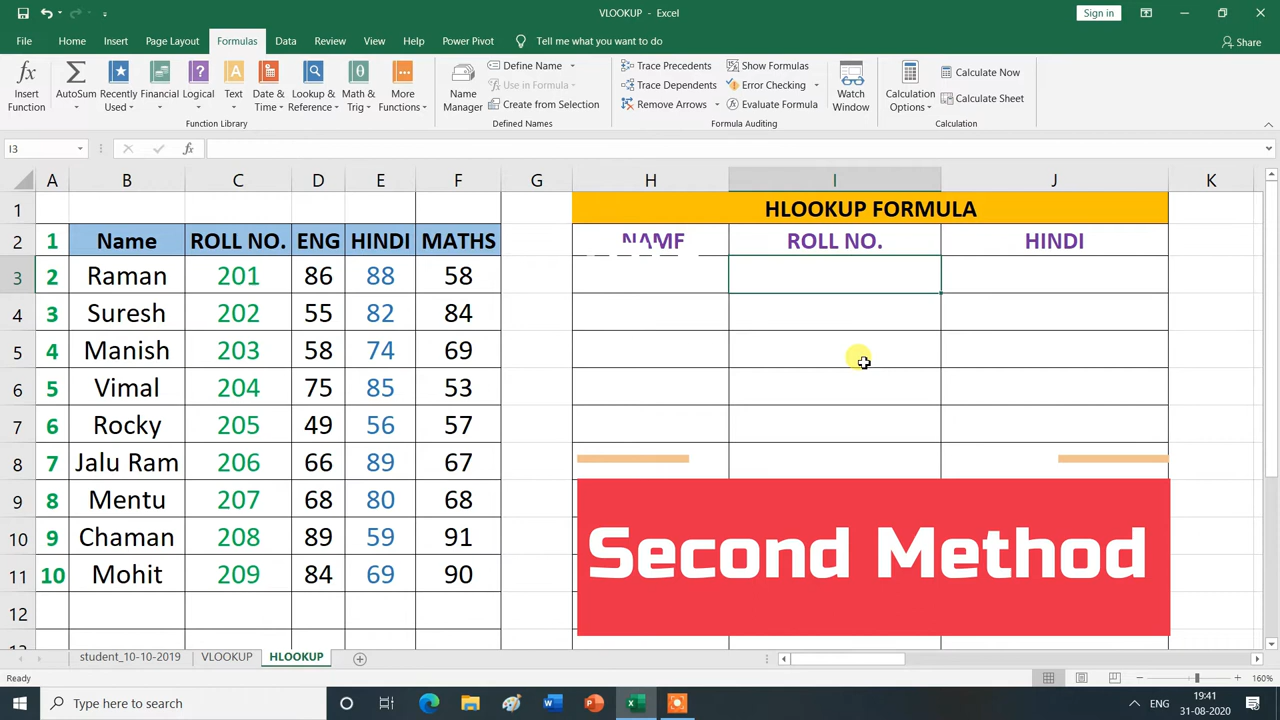 VLOOKUP - Excel
Sign in
File Home Insert Page Layout Formulas Data Review View Help Power Pivot Tell me what you want to do
Share
Insert Function
AutoSum
Recently Used
Financial
Logical
Text
Date & Time
Lookup & Reference
Math & Trig
More Functions
Function Library
Name Manager
Define Name
Use in Formula
Create from Selection
Defined Names
Trace Precedents
Trace Dependents
Remove Arrows
Show Formulas
Error Checking
Evaluate Formula
Formula Auditing
Watch Window
Calculation Options
Calculate Now
Calculate Sheet
Calculation
I3
fx
A B C D E F G H I J K
1 HLOOKUP FORMULA
2 1 Name ROLL NO. ENG HINDI MATHS NAME ROLL NO. HINDI
3 2 Raman 201 86 88 58
4 3 Suresh 202 55 82 84
5 4 Manish 203 58 74 69
6 5 Vimal 204 75 85 53
7 6 Rocky 205 49 56 57
8 7 Jalu Ram 206 66 89 67
9 8 Mentu 207 68 80 68
10 9 Chaman 208 89 59 91
11 10 Mohit 209 84 69 90
12
Second Method
student_10-10-2019 VLOOKUP HLOOKUP
Ready
160%
Type here to search
ENG
19:41
31-08-2020